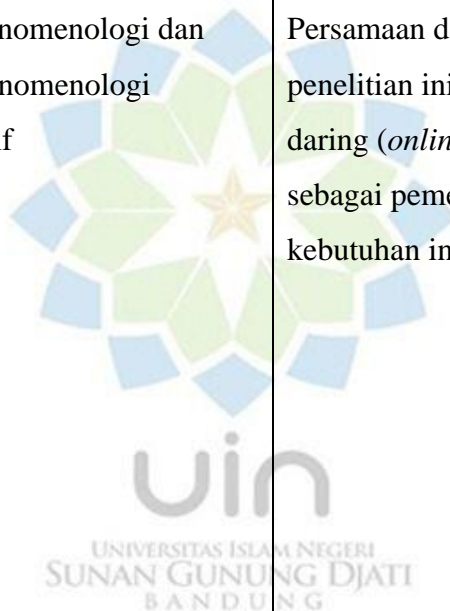 nomenologi dan
nomenologi
if
Persamaan d
penelitian ini
daring (onlin
sebagai peme
kebutuhan in
uin
UNIVERSITAS ISLAM NEGERI
SUNAN GUNUNG DJATI
BANDUNG